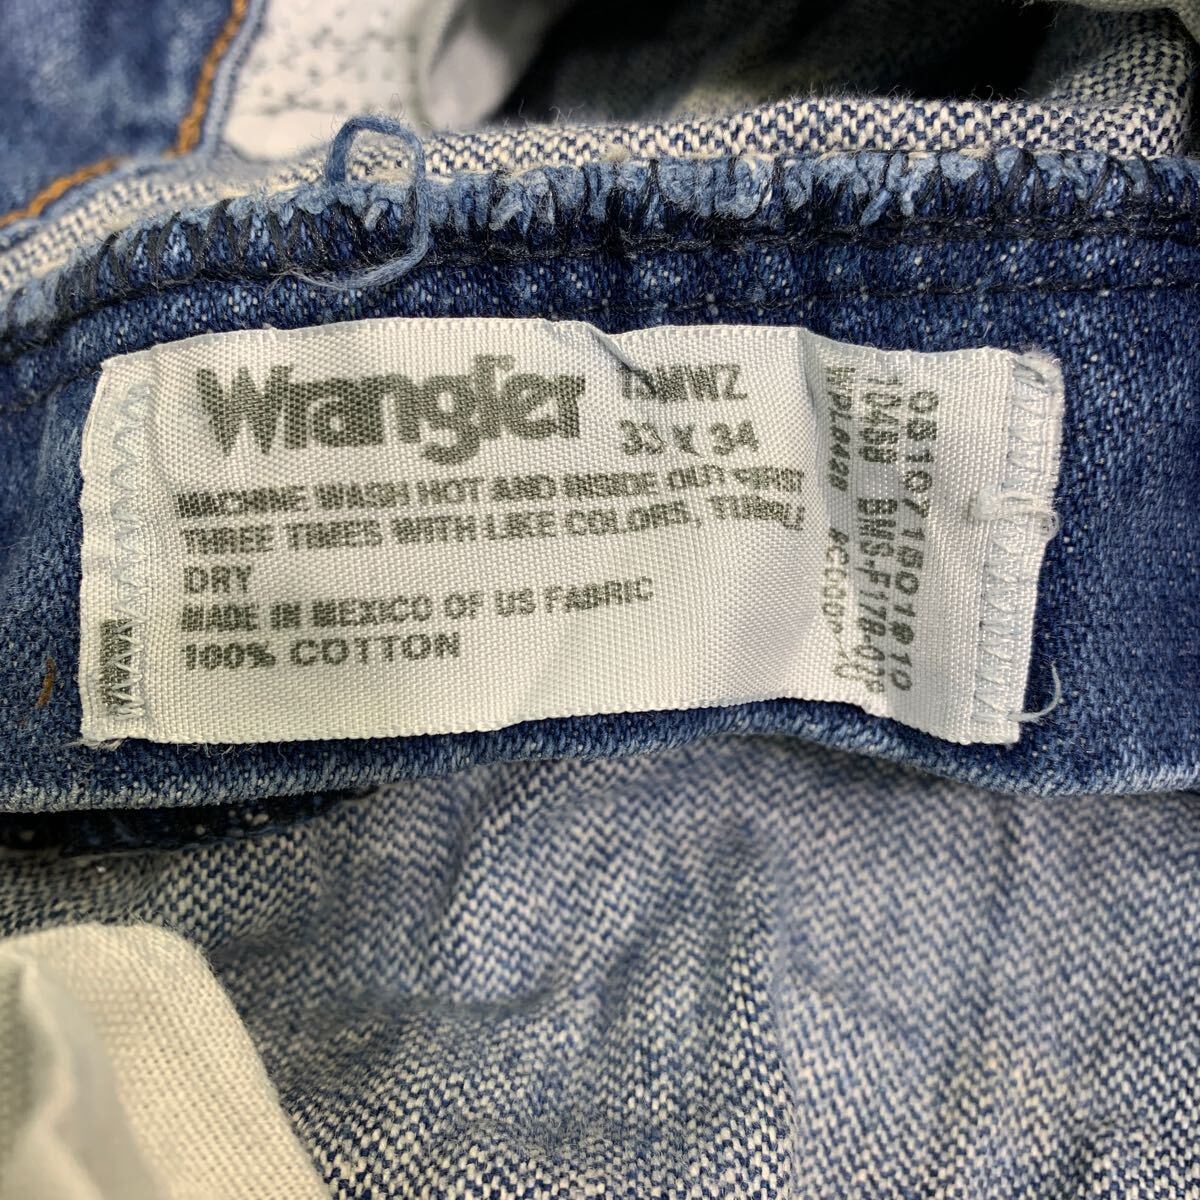 Wrangler
33 X 34
MACHINE WASH HOT AND INSIDE OUT FIRST
THREE TIMES WITH LIKE COLORS, TUMBLE
DRY
MADE IN MEXICO OF US FABRIC
100% COTTON